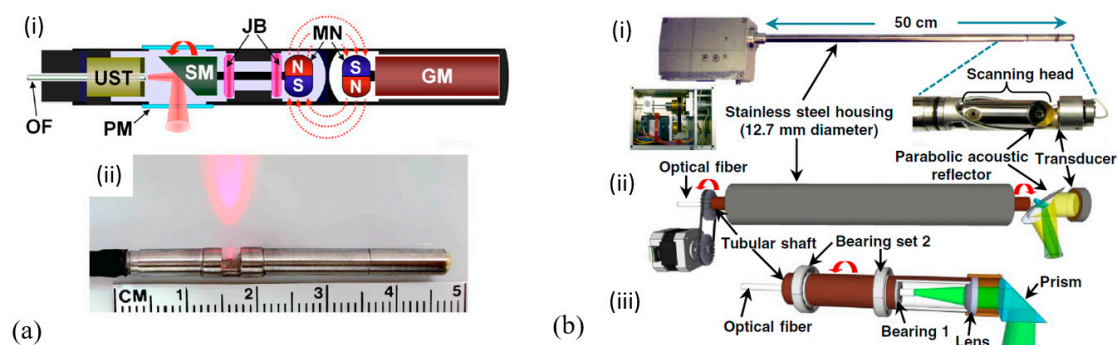 (i)
JB
MN
UST
SM
N
S
S
N
GM
OF
PM
(ii)
CM 1 2 3 4 5
(a)
(i)
50 cm
Scanning head
Stainless steel housing
(12.7 mm diameter)
Parabolic acoustic
reflector
Transducer
Optical fiber
(ii)
Tubular shaft
Bearing set 2
(iii)
Prism
Optical fiber
Bearing 1
Lens
(b)